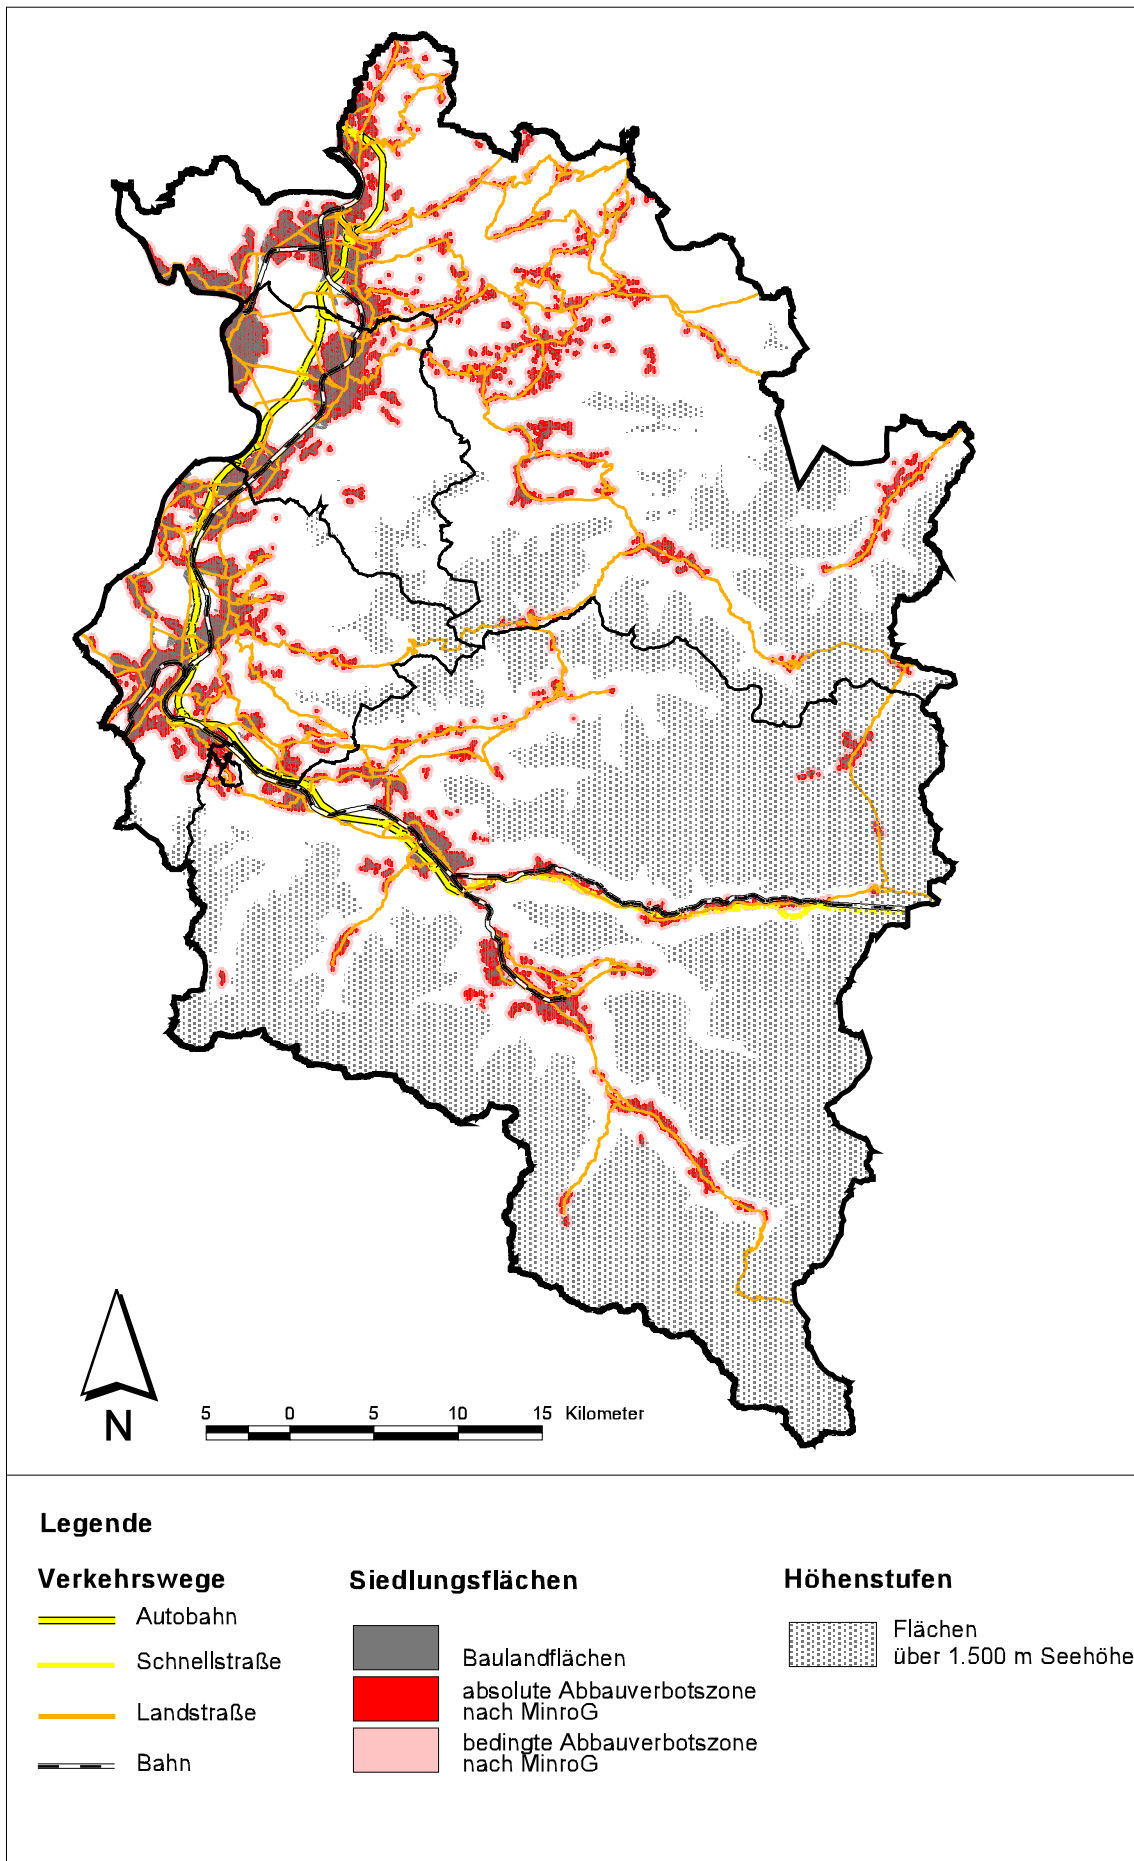 N
5 0 5 10 15 Kilometer
Legende
Verkehrswege
Autobahn
Schnellstraße
Landstraße
Bahn
Siedlungsflächen
Baulandflächen
absolute Abbauverbotszone
nach MinroG
bedingte Abbauverbotszone
nach MinroG
Höhenstufen
Flächen
über 1.500 m Seehöhe